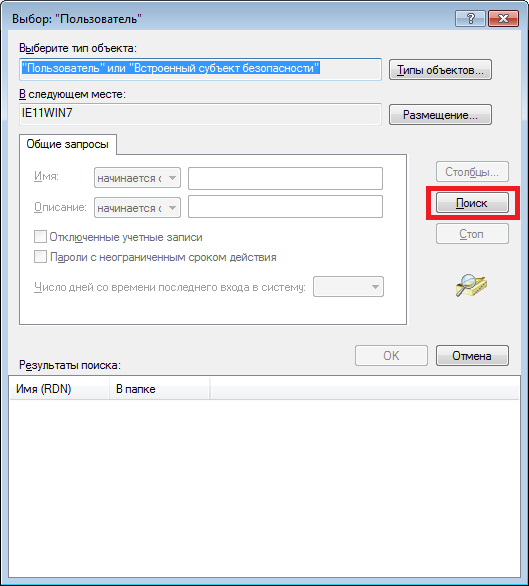 Выбор: "Пользователь"
?
Выберите тип объекта:
"Пользователь" или "Встроенный субъект безопасности"
Типы объектов...
В следующем месте:
IE11WIN7
Размещение...
Общие запросы
Имя:
начинается с
Столбцы...
Описание:
начинается с
Поиск
Отключенные учетные записи
Стоп
Пароли с неограниченным сроком действия
Число дней со времени последнего входа в систему:
OK
Отмена
Результаты поиска:
Имя (RDN)
В папке